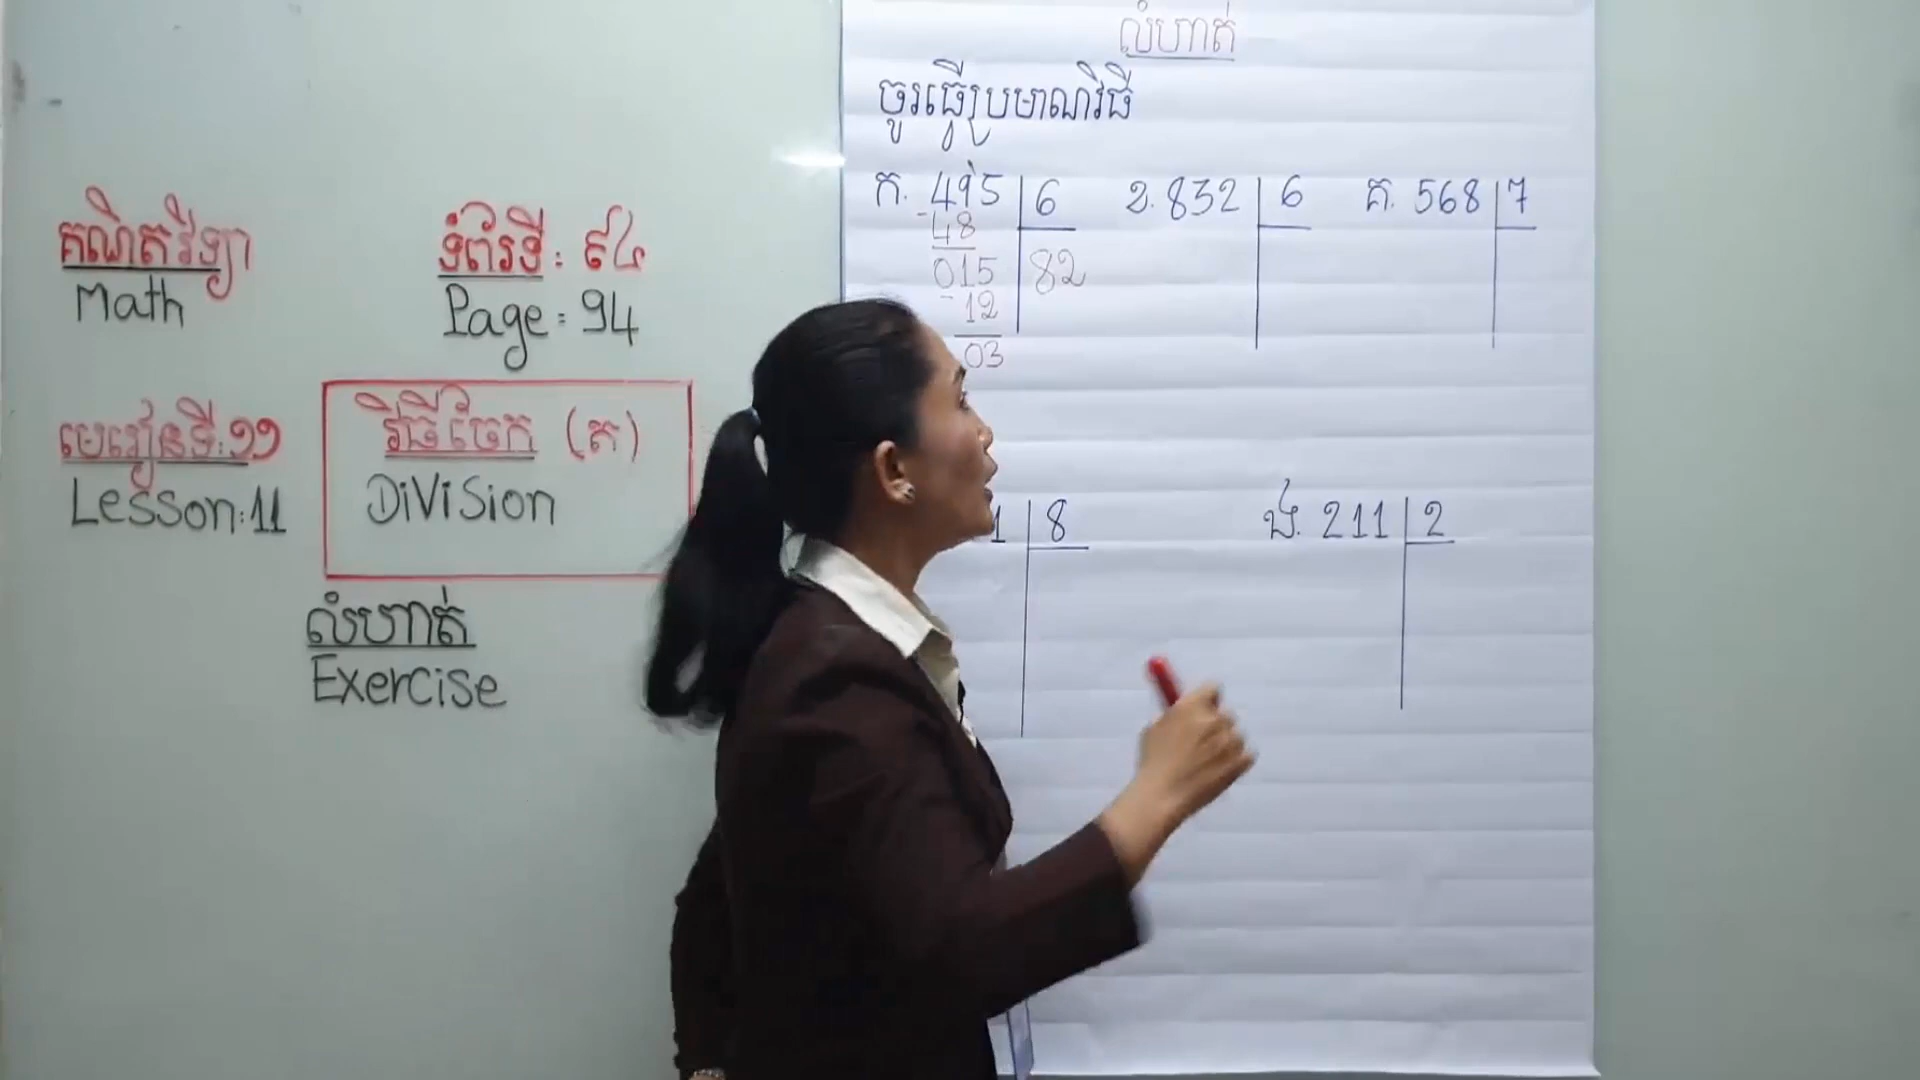 គណិតវិទ្យា
Math
ទំព័រទី : ៩៤
Page : 94
មេរៀនទី:១១
Lesson:11
វិធីចែក (ត)
DiVision
លំហាត់
Exercise
លំហាត់
ចូរធ្វើប្រមាណវិធី
ក. 495 6
-48
015 82
-12
03
ខ. 832 6
គ. 568 7
1 8
ង. 211 2